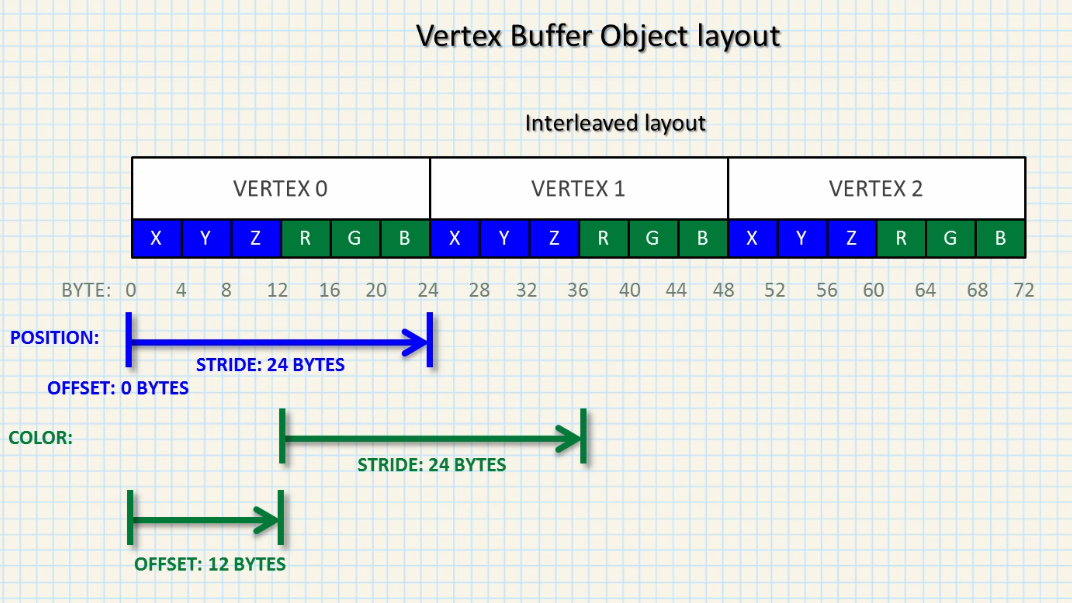 Vertex Buffer Object layout
Interleaved layout
VERTEX 0 VERTEX 1 VERTEX 2
X Y Z R G B X Y Z R G B X Y Z R G B
BYTE: 0 4 8 12 16 20 24 28 32 36 40 44 48 52 56 60 64 68 72
POSITION:
STRIDE: 24 BYTES
OFFSET: 0 BYTES
COLOR:
STRIDE: 24 BYTES
OFFSET: 12 BYTES